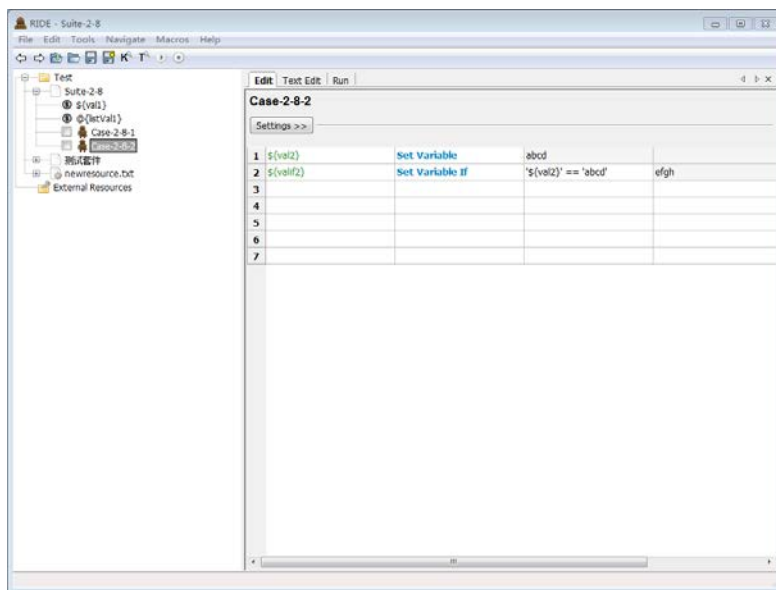 RIDE - Suite-2-8
File Edit Tools Navigate Macros Help
Test
Suite-2-8
${val1}
@{listVal1}
Case-2-8-1
Case-2-8-2
测试套件
newresource.txt
External Resources
Edit Text Edit Run
Case-2-8-2
Settings >>
1 ${val2} Set Variable abcd
2 ${valif2} Set Variable If '${val2}' == 'abcd' efgh
3
4
5
6
7